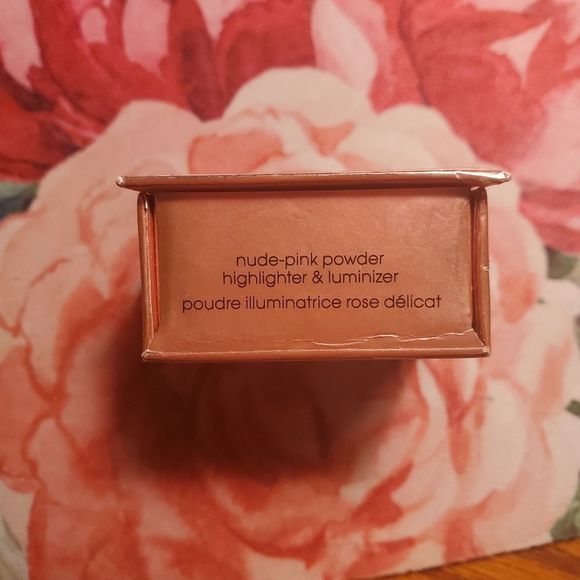 nude-pink powder
highlighter & luminizer
poudre illuminatrice rose délicat